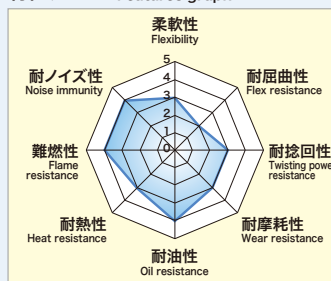 柔軟性
Flexibility
耐ノイズ性
Noise immunity
耐屈曲性
Flex resistance
5
4
3
2
1
0
難燃性
Flame
resistance
耐捻回性
Twisting powe
resistance
耐熱性
Heat resistance
耐摩耗性
Wear resistance
耐油性
Oil resistance